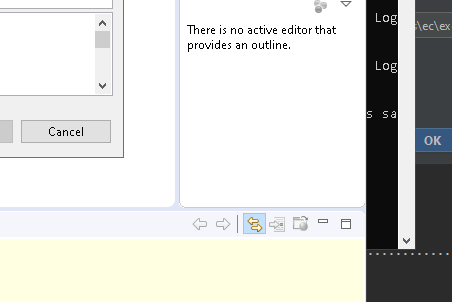 There is no active editor that
provides an outline.
Cancel
Log
Log
s sa
s\ec\ex
OK